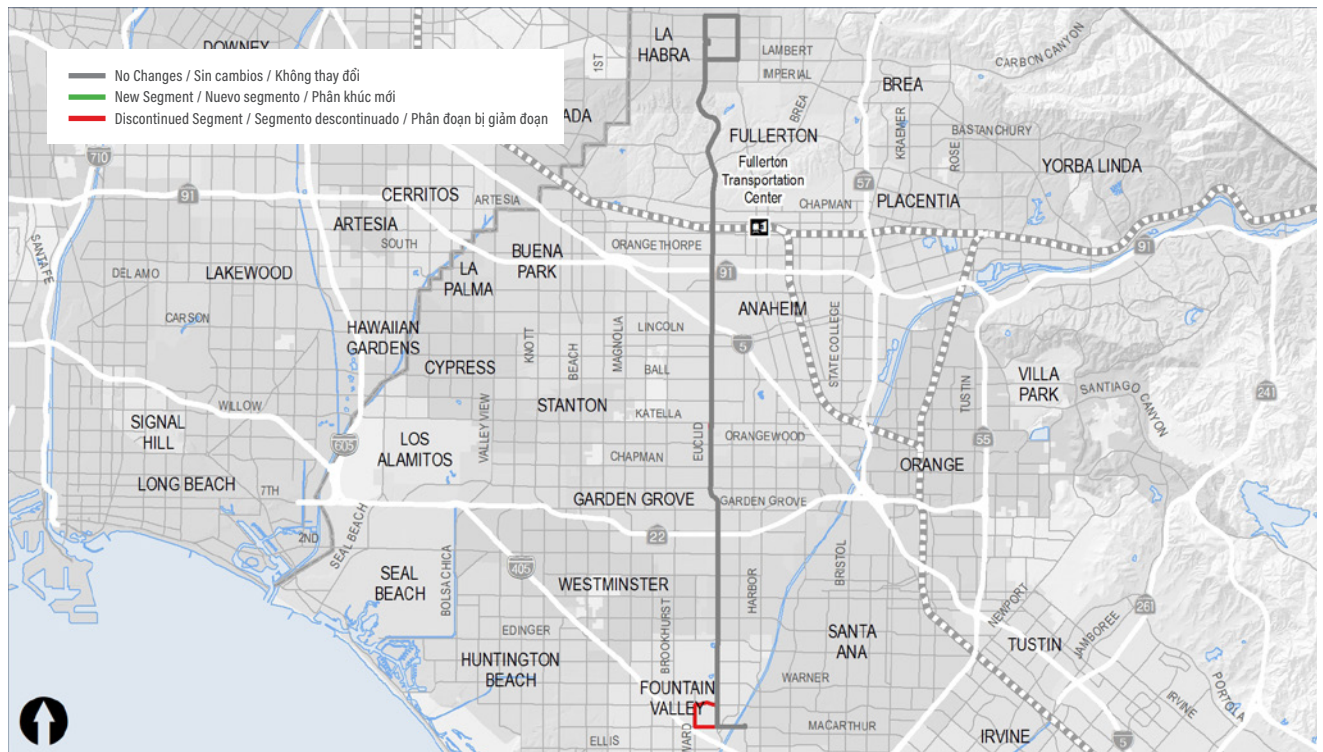 DOWNEY
No Changes / Sin cambios / Không thay đổi
New Segment / Nuevo segmento / Phân khúc mới
Discontinued Segment / Segmento descontinuado / Phân đoạn bị giảm đoạn
ADA
1ST
LA
HABRA
LAMBERT
IMPERIAL
BREA
CARBON CANYON
BREA
KRAEMER
BASTANCHURY
ROSE
YORBA LINDA
FULLERTON
Fullerton
Transportation
Center
57
CHAPMAN
PLACENTIA
710
91
CERRITOS
ARTESIA
ARTESIA
SOUTH
BUENA
PARK
ORANGETHORPE
91
91
SANTA FE
DEL AMO
LAKEWOOD
LA
PALMA
CARSON
HAWAIIAN
GARDENS
CYPRESS
KNOTT
BEACH
MAGNOLIA
LINCOLN
BALL
ANAHEIM
5
STATE COLLEGE
VILLA
PARK
SANTIAGO CANYON
241
TUSTIN
55
WILLOW
SIGNAL
HILL
STANTON
KATELLA
VALLEY VIEW
605
LOS
ALAMITOS
CHAPMAN
EUCLID
ORANGEWOOD
ORANGE
LONG BEACH
7TH
GARDEN GROVE
GARDEN GROVE
2ND
SEAL BEACH
22
405
SEAL
BEACH
BOLSA CHICA
WESTMINSTER
BROOKHURST
HARBOR
BRISTOL
NEWPORT
261
JAMBOREE
EDINGER
HUNTINGTON
BEACH
SANTA
ANA
TUSTIN
WARNER
FOUNTAIN
VALLEY
WARD
ELLIS
MACARTHUR
IRVINE
IRVINE
PORTOLA
5